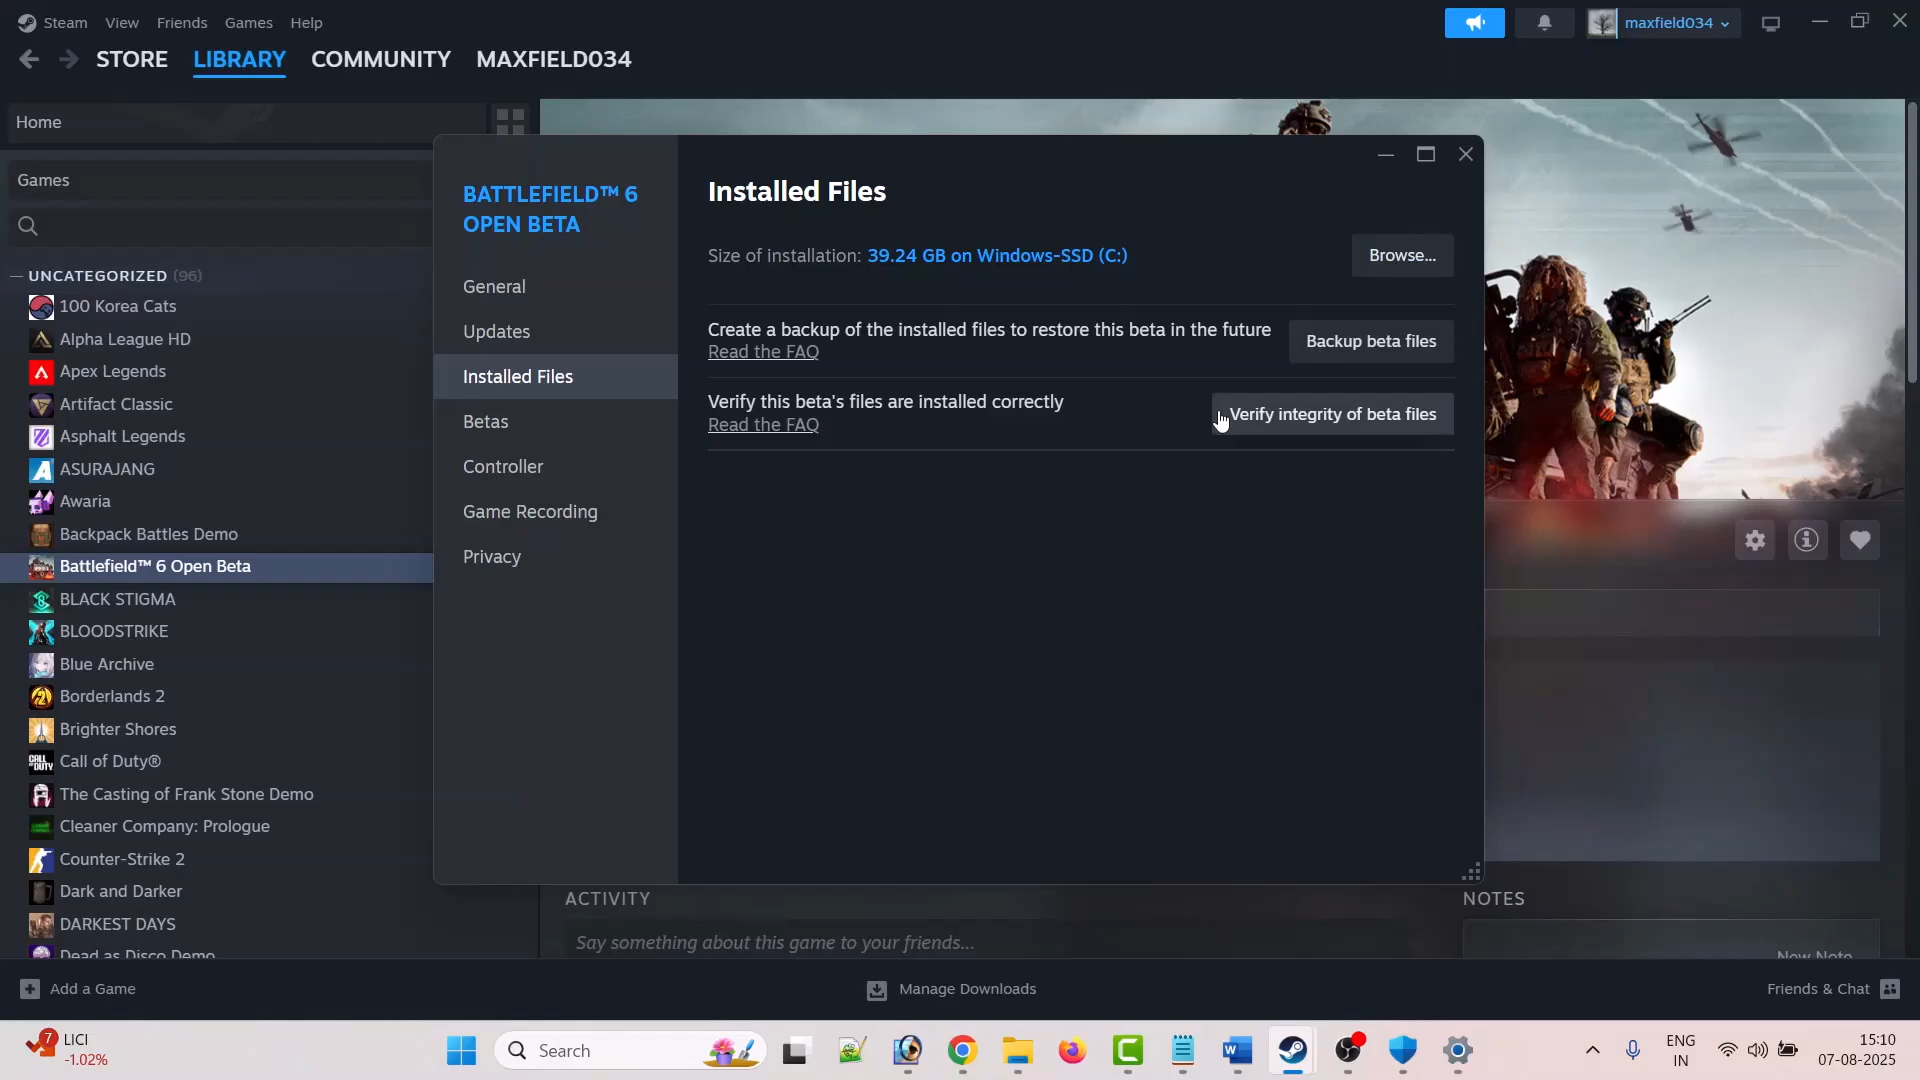 Steam View Friends Games Help
maxfield034
STORE LIBRARY COMMUNITY MAXFIELD034
Home
Games
UNCATEGORIZED (96)
100 Korea Cats
Alpha League HD
Apex Legends
Artifact Classic
Asphalt Legends
ASURAJANG
Awaria
Backpack Battles Demo
Battlefield™ 6 Open Beta
BLACK STIGMA
BLOODSTRIKE
Blue Archive
Borderlands 2
Brighter Shores
Call of Duty®
The Casting of Frank Stone Demo
Cleaner Company: Prologue
Counter-Strike 2
Dark and Darker
DARKEST DAYS
Dead as Disco Demo
BATTLEFIELD™ 6
OPEN BETA
General
Updates
Installed Files
Betas
Controller
Game Recording
Privacy
Installed Files
Size of installation: 39.24 GB on Windows-SSD (C:)
Browse...
Create a backup of the installed files to restore this beta in the future
Read the FAQ
Backup beta files
Verify this beta's files are installed correctly
Read the FAQ
Verify integrity of beta files
ACTIVITY
Say something about this game to your friends...
NOTES
New Note
Add a Game
Manage Downloads
Friends & Chat
7
LICI
-1.02%
Search
ENG
IN
15:10
07-08-2025